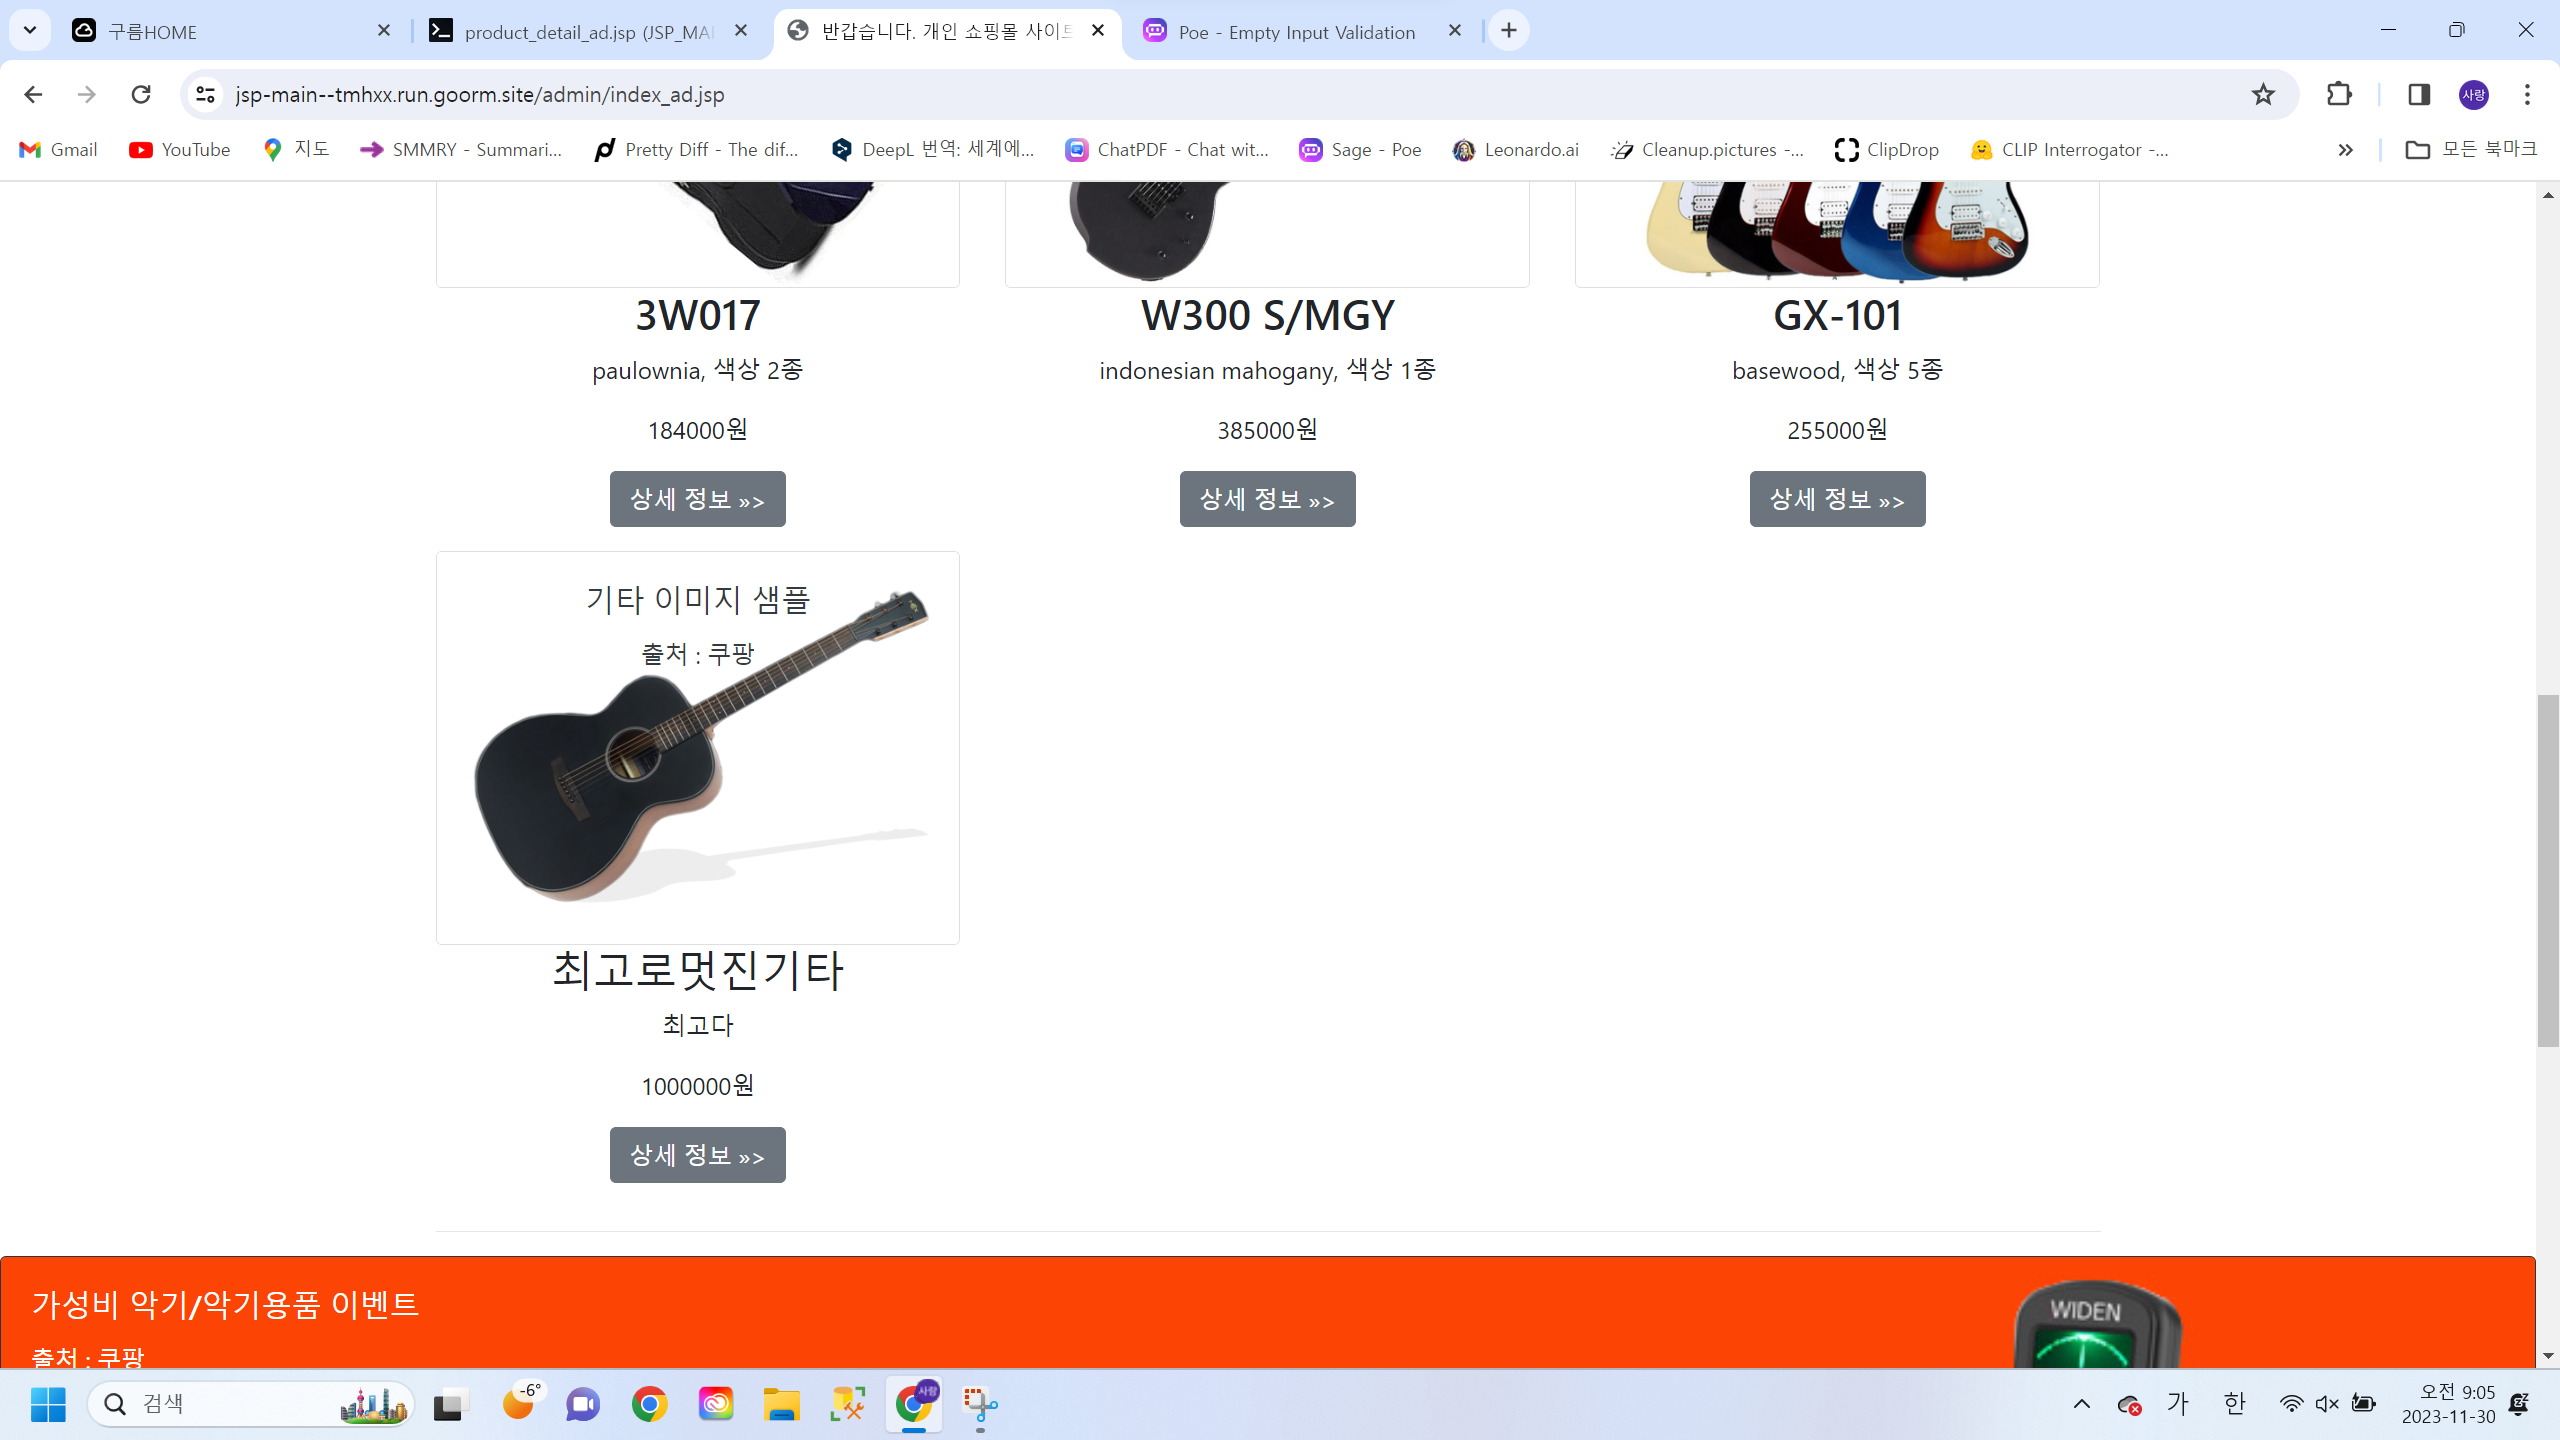 구름HOME
product_detail_ad.jsp (JSP_MAI
반갑습니다. 개인 쇼핑몰 사이트
Poe - Empty Input Validation
jsp-main--tmhxx.run.goorm.site/admin/index_ad.jsp
사랑
Gmail
YouTube
지도
SMMRY - Summari...
Pretty Diff - The dif...
DeepL 번역: 세계에...
ChatPDF - Chat wit...
Sage - Poe
Leonardo.ai
Cleanup.pictures -...
ClipDrop
CLIP Interrogator -...
»
모든 북마크
3W017
W300 S/MGY
GX-101
paulownia, 색상 2종
indonesian mahogany, 색상 1종
basewood, 색상 5종
184000원
385000원
255000원
상세 정보 »>
상세 정보 »>
상세 정보 »>
기타 이미지 샘플
출처 : 쿠팡
최고로멋진기타
최고다
1000000원
상세 정보 »>
가성비 악기/악기용품 이벤트
WIDEN
출처 : 쿠팡
검색
-6°
사랑
가
한
오전 9:05
2023-11-30